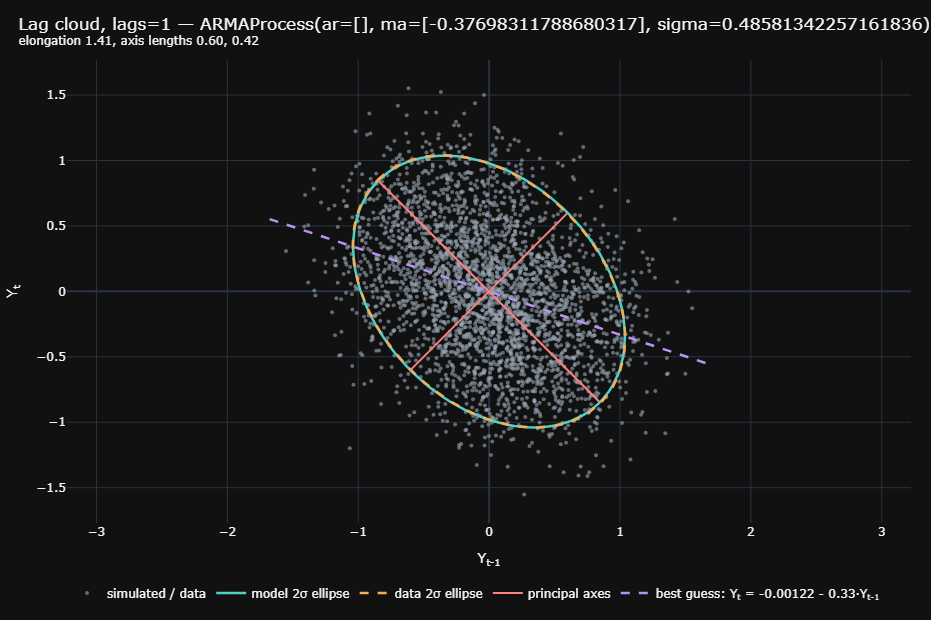 Lag cloud, lags=1 — ARMAProcess(ar=[], ma=[-0.37698311788680317], sigma=0.48581342257161836)
elongation 1.41, axis lengths 0.60, 0.42
1.5
1
0.5
0
−0.5
−1
−1.5
Yt
−3 −2 −1 0 1 2 3
Yt-1
simulated / data model 2σ ellipse data 2σ ellipse principal axes best guess: Yt = -0.00122 - 0.33·Yt-1